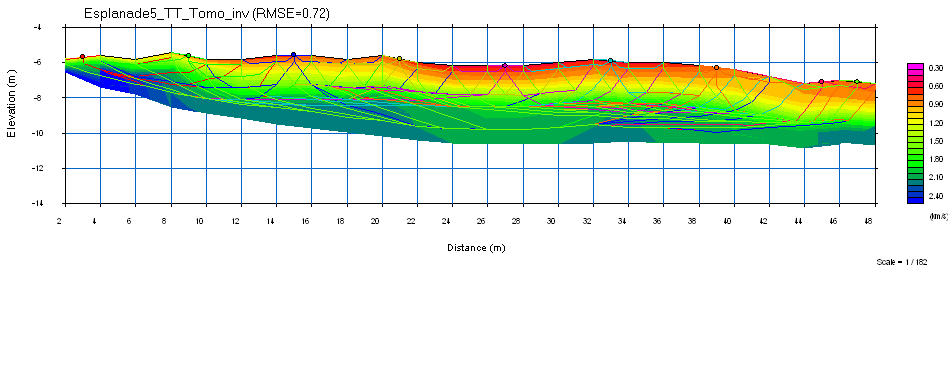 Esplanade5_TT_Tomo_inv (RMSE=0.72)
-4
-6
-8
-10
-12
-14
Elevation (m.)
2 4 6 8 10 12 14 16 18 20 22 24 26 28 30 32 34 36 38 40 42 44 46 48
Distance (m)
0.30
0.60
0.90
1.20
1.50
1.80
2.10
2.40
(km/s)
Scale = 1 / 182